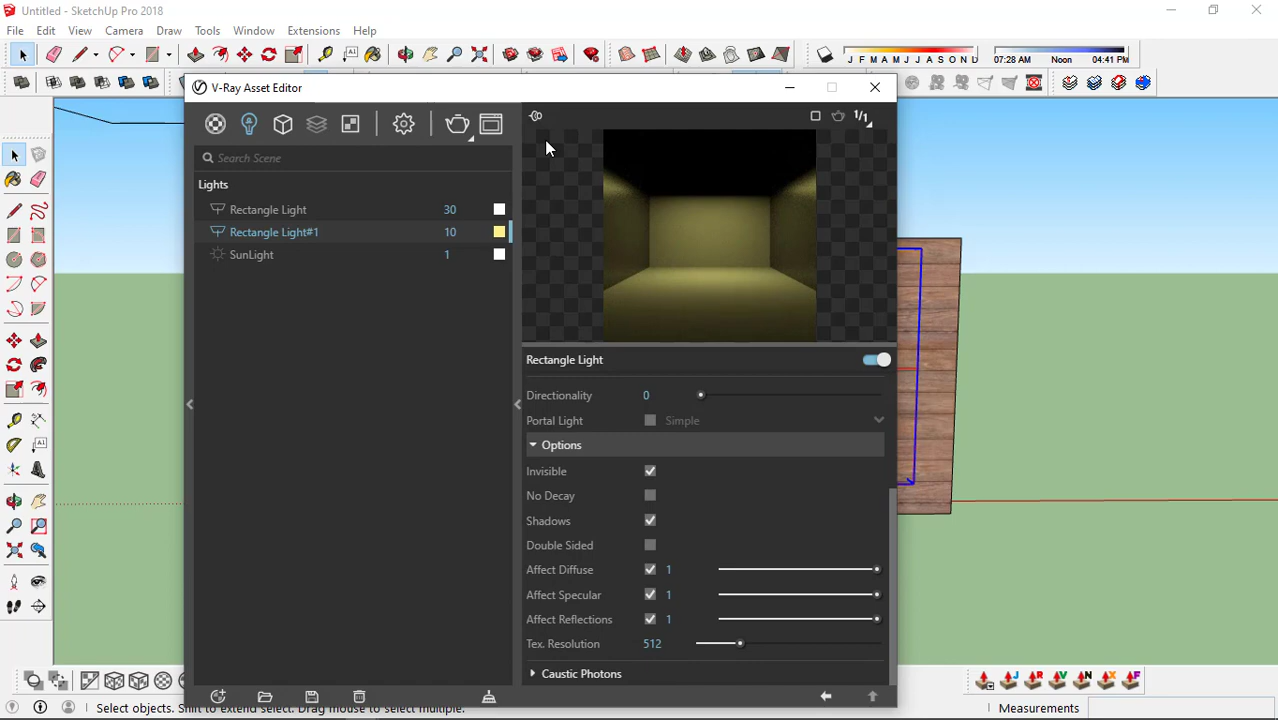 Untitled - SketchUp Pro 2018
File Edit View Camera Draw Tools Window Extensions Help
J F M A M J J A S O N D
07:28 AM Noon 04:41 PM
V-Ray Asset Editor
1/1
Search Scene
Lights
Rectangle Light 30
Rectangle Light#1 10
SunLight 1
Rectangle Light
Directionality 0
Portal Light Simple
Options
Invisible
No Decay
Shadows
Double Sided
Affect Diffuse 1
Affect Specular 1
Affect Reflections 1
Tex. Resolution 512
Caustic Photons
J R V N X F
Select objects. Shift to extend select. Drag mouse to select multiple.
Measurements